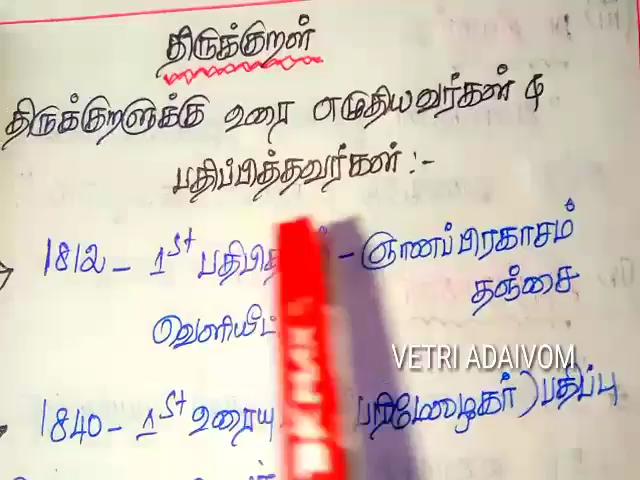 திருக்குறள்
திருக்குறளுக்கு உரை எழுதியவர்கள் &
பதிப்பித்தவர்கள் :-
1812 - 1st பதிபித - ஞானப்பிரகாசம்
தஞ்சை
வெளியீட்
VETRI ADAIVOM
1840 - 1st உரையு பரிமேலழகர்) பதிப்பு